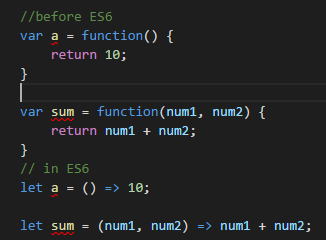 //before ES6
var a = function() {
    return 10;
}

var sum = function(num1, num2) {
    return num1 + num2;
}
// in ES6
let a = () => 10;

let sum = (num1, num2) => num1 + num2;